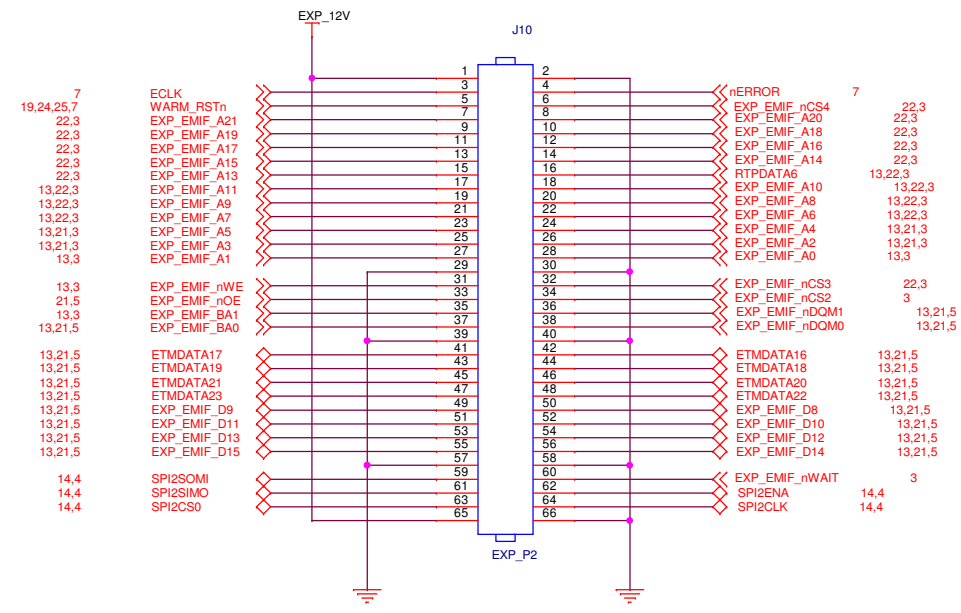 EXP_12V
J10
1 2
3 4
7 ECLK nERROR 7
5 6
19,24,25,7 WARM_RSTn EXP_EMIF_nCS4 22,3
7 8
22,3 EXP_EMIF_A21 EXP_EMIF_A20 22,3
9 10
22,3 EXP_EMIF_A19 EXP_EMIF_A18 22,3
11 12
22,3 EXP_EMIF_A17 EXP_EMIF_A16 22,3
13 14
22,3 EXP_EMIF_A15 EXP_EMIF_A14 22,3
15 16
22,3 EXP_EMIF_A13 RTPDATA6 13,22,3
17 18
13,22,3 EXP_EMIF_A11 EXP_EMIF_A10 13,22,3
19 20
13,22,3 EXP_EMIF_A9 EXP_EMIF_A8 13,22,3
21 22
13,22,3 EXP_EMIF_A7 EXP_EMIF_A6 13,22,3
23 24
13,21,3 EXP_EMIF_A5 EXP_EMIF_A4 13,21,3
25 26
13,21,3 EXP_EMIF_A3 EXP_EMIF_A2 13,21,3
27 28
13,3 EXP_EMIF_A1 EXP_EMIF_A0 13,3
29 30
31 32
13,3 EXP_EMIF_nWE EXP_EMIF_nCS3 22,3
33 34
21,5 EXP_EMIF_nOE EXP_EMIF_nCS2 3
35 36
13,3 EXP_EMIF_BA1 EXP_EMIF_nDQM1 13,21,5
37 38
13,21,5 EXP_EMIF_BA0 EXP_EMIF_nDQM0 13,21,5
39 40
41 42
13,21,5 ETMDATA17 ETMDATA16 13,21,5
43 44
13,21,5 ETMDATA19 ETMDATA18 13,21,5
45 46
13,21,5 ETMDATA21 ETMDATA20 13,21,5
47 48
13,21,5 ETMDATA23 ETMDATA22 13,21,5
49 50
13,21,5 EXP_EMIF_D9 EXP_EMIF_D8 13,21,5
51 52
13,21,5 EXP_EMIF_D11 EXP_EMIF_D10 13,21,5
53 54
13,21,5 EXP_EMIF_D13 EXP_EMIF_D12 13,21,5
55 56
13,21,5 EXP_EMIF_D15 EXP_EMIF_D14 13,21,5
57 58
59 60
14,4 SPI2SOMI EXP_EMIF_nWAIT 3
61 62
14,4 SPI2SIMO SPI2ENA 14,4
63 64
14,4 SPI2CS0 SPI2CLK 14,4
65 66
EXP_P2